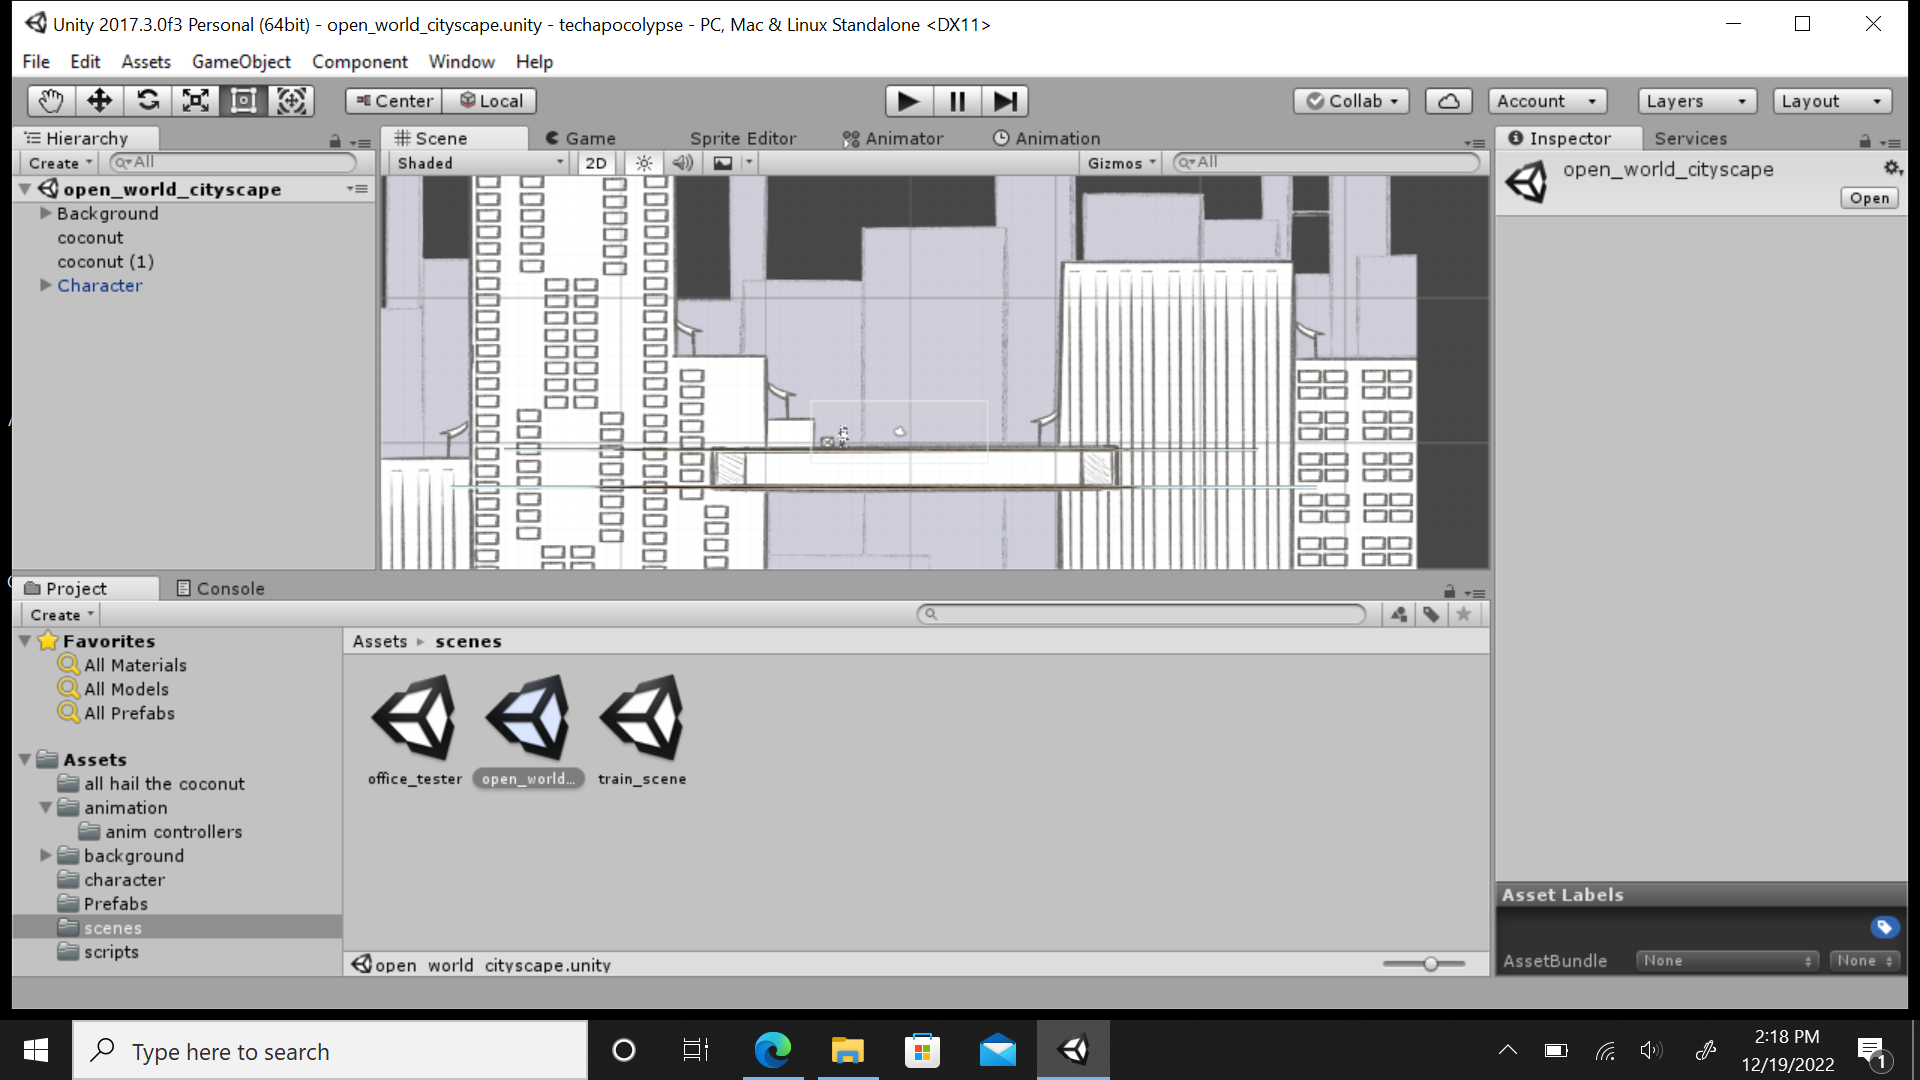 Unity 2017.3.0f3 Personal (64bit) - open_world_cityscape.unity - techapocolypse - PC, Mac & Linux Standalone <DX11>
File Edit Assets GameObject Component Window Help
Center Local Collab Account Layers Layout
Hierarchy
Create All
open_world_cityscape
Background
coconut
coconut (1)
Character
Scene Game Sprite Editor Animator Animation
Shaded 2D Gizmos All
Inspector Services
open_world_cityscape
Open
Project Console
Create
Favorites
All Materials
All Models
All Prefabs
Assets
all hail the coconut
animation
anim controllers
background
character
Prefabs
scenes
scripts
Assets scenes
office_tester open_world... train_scene
open_world_cityscape.unity
Asset Labels
AssetBundle None None
Type here to search
2:18 PM
12/19/2022
1